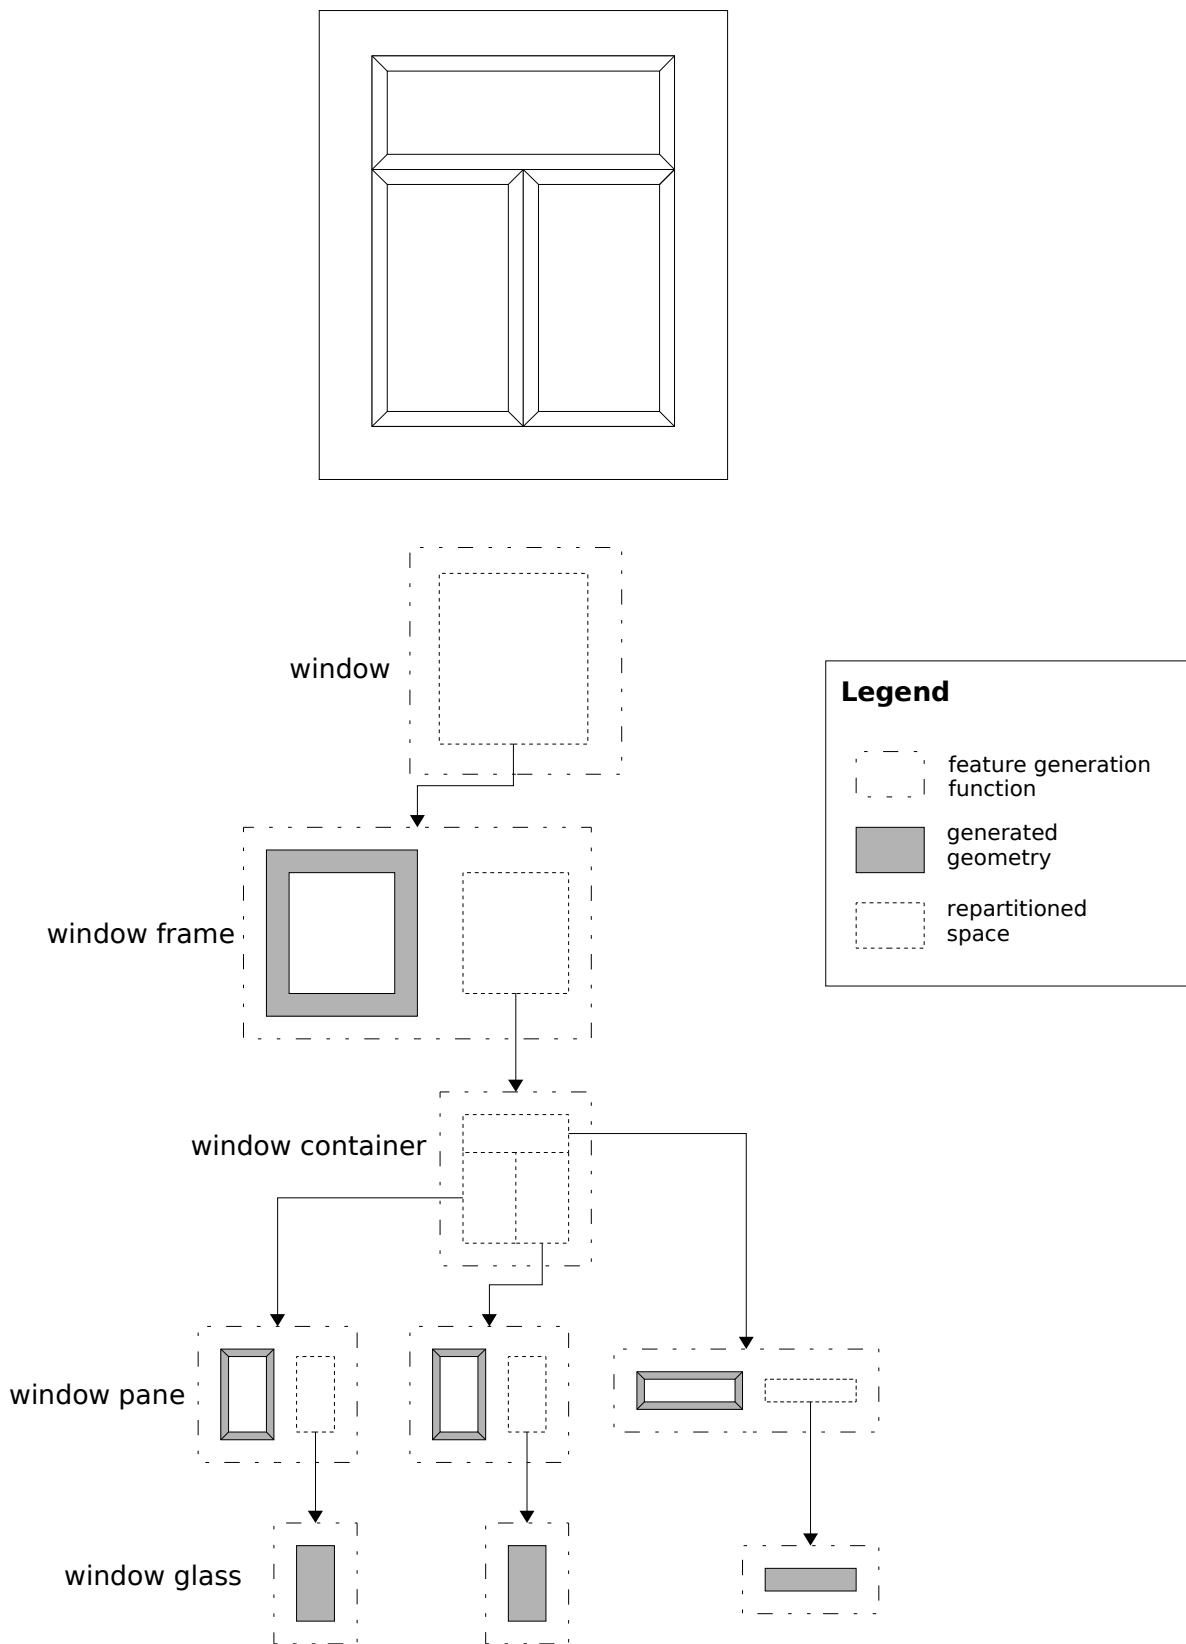 window
Legend
feature generation
function
generated
geometry
repartitioned
space
window frame
window container
window pane
window glass